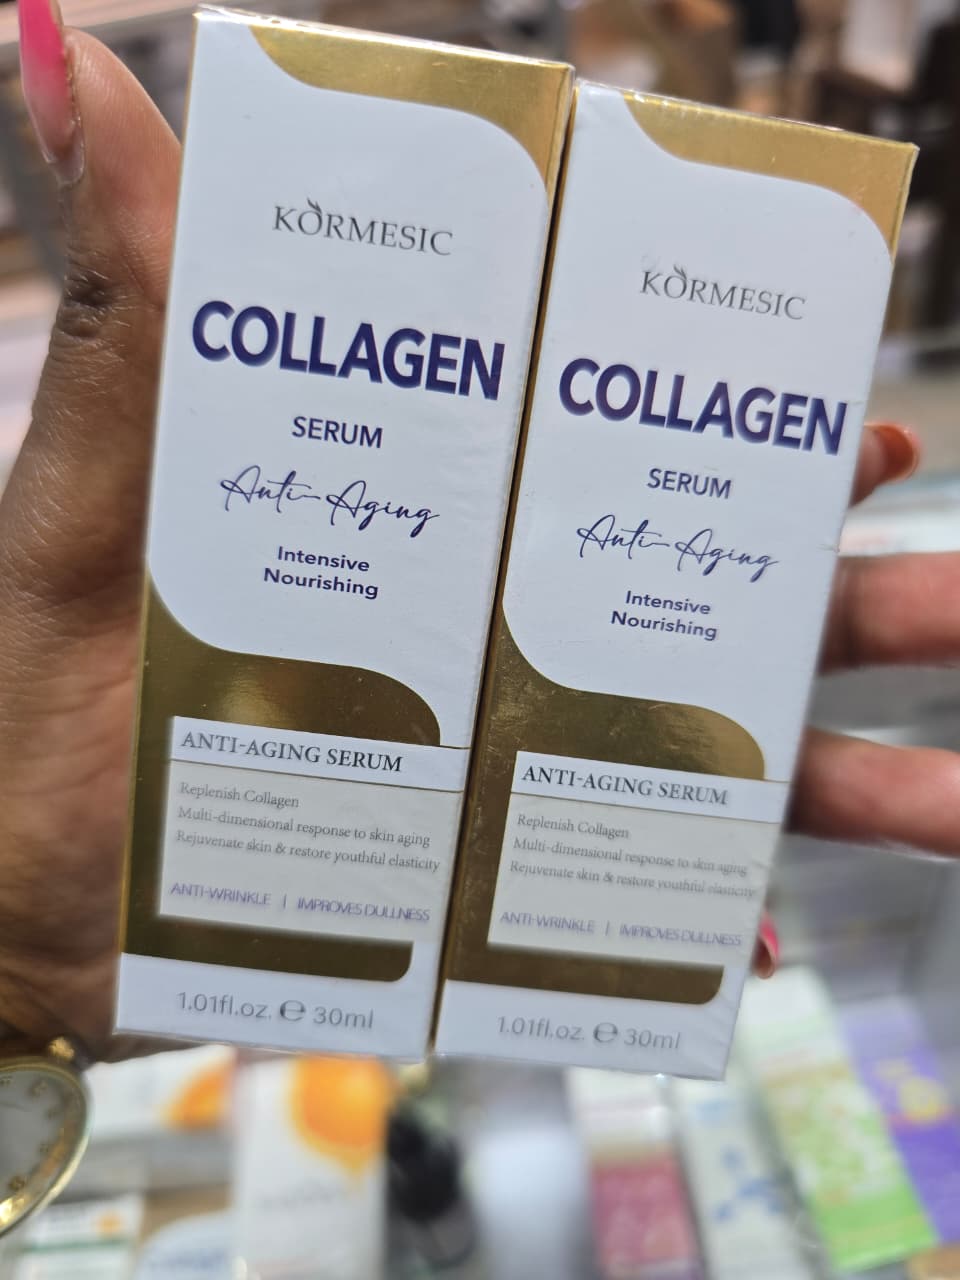 KORMESIC
COLLAGEN
SERUM
Anti-Aging
Intensive
Nourishing
ANTI-AGING SERUM
Replenish Collagen
Multi-dimensional response to skin aging
Rejuvenate skin & restore youthful elasticity
ANTI-WRINKLE | IMPROVES DULLNESS
1.01fl.oz. ℮ 30ml
KORMESIC
COLLAGEN
SERUM
Anti-Aging
Intensive
Nourishing
ANTI-AGING SERUM
Replenish Collagen
Multi-dimensional response to skin aging
Rejuvenate skin & restore youthful elasticity
ANTI-WRINKLE | IMPROVES DULLNESS
1.01fl.oz. ℮ 30ml